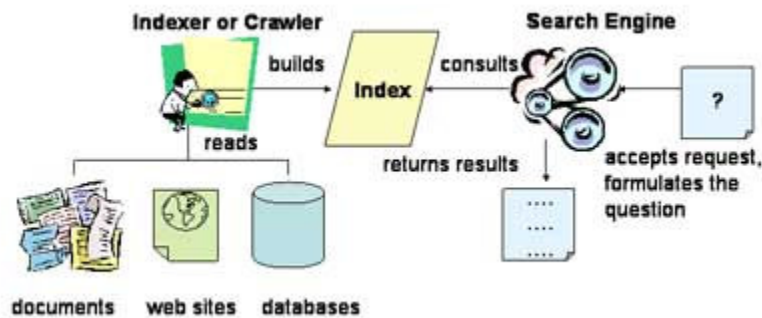 Indexer or Crawler
Search Engine
builds
Index
consults
?
reads
returns results
accepts request,
formulates the
question
documents
web sites
databases